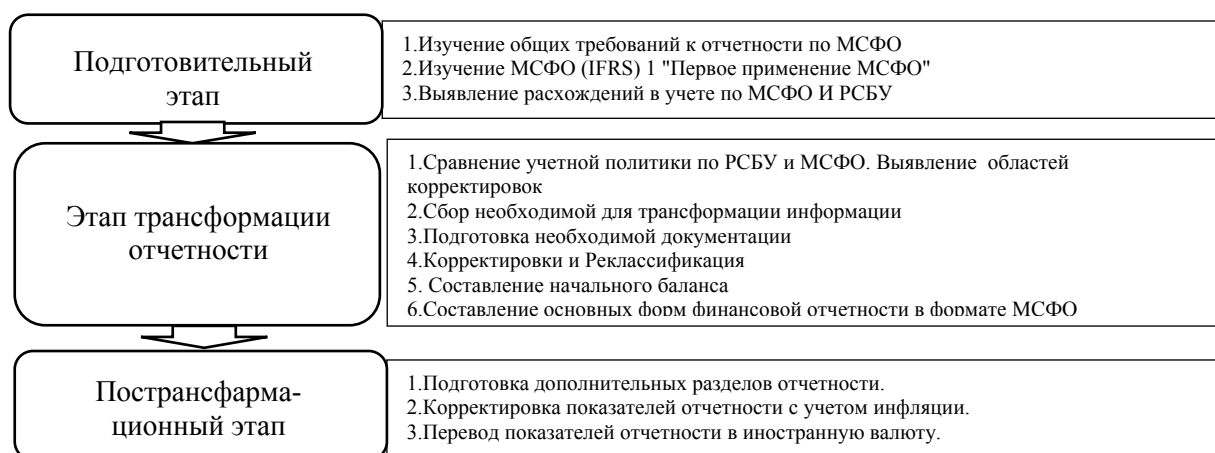 Подготовительный
этап
1.Изучение общих требований к отчетности по МСФО
2.Изучение МСФО (IFRS) 1 "Первое применение МСФО"
3.Выявление расхождений в учете по МСФО И РСБУ
Этап трансформации
отчетности
1.Сравнение учетной политики по РСБУ и МСФО. Выявление  областей
корректировок
2.Сбор необходимой для трансформации информации
3.Подготовка необходимой документации
4.Корректировки и Реклассификация
5. Составление начального баланса
6.Составление основных форм финансовой отчетности в формате МСФО
Пострансфарма-
ционный этап
1.Подготовка дополнительных разделов отчетности.
2.Корректировка показателей отчетности с учетом инфляции.
3.Перевод показателей отчетности в иностранную валюту.